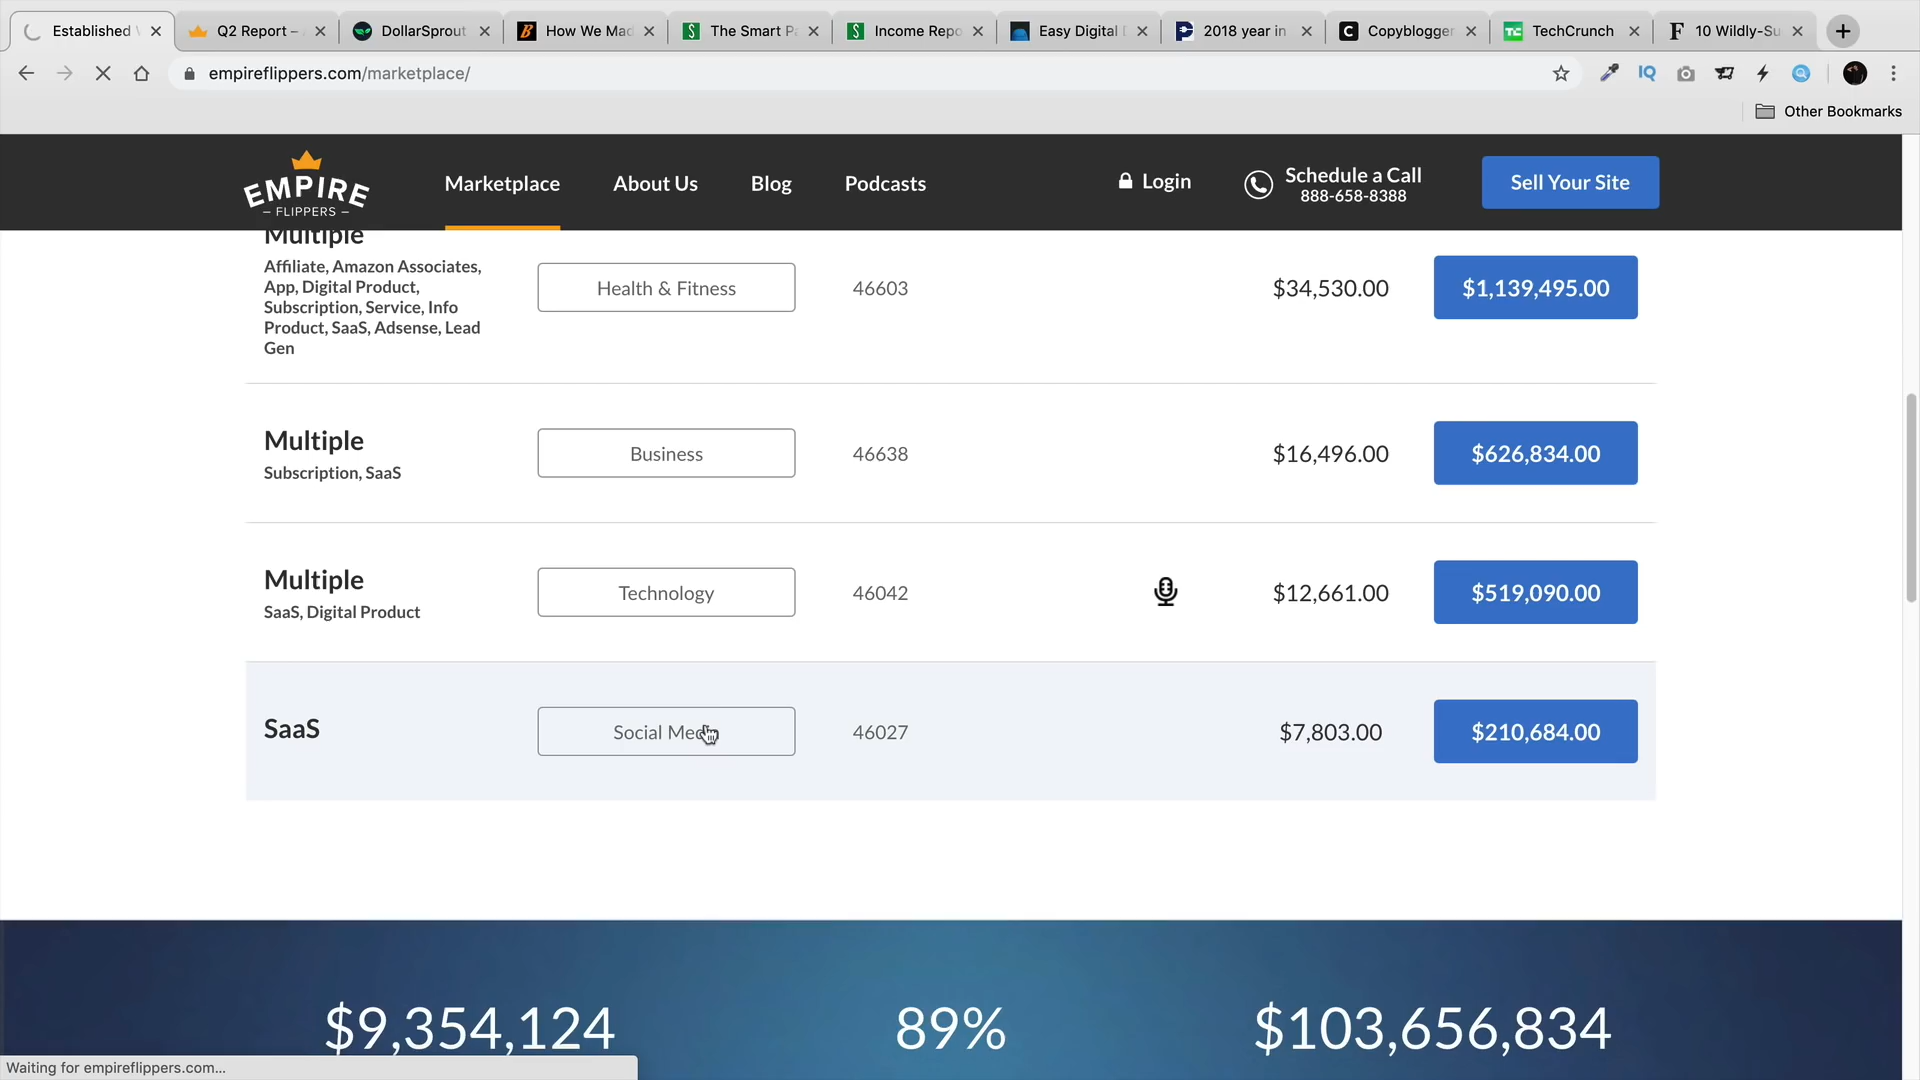 Established
Q2 Report –
DollarSprout
How We Mad
The Smart P
Income Repo
Easy Digital
2018 year in
Copyblogger
TechCrunch
10 Wildly-Su
empireflippers.com/marketplace/
IQ
Other Bookmarks
EMPIRE
– FLIPPERS –
Marketplace
About Us
Blog
Podcasts
Login
Schedule a Call
888-658-8388
Sell Your Site
Multiple
Affiliate, Amazon Associates,
App, Digital Product,
Subscription, Service, Info
Product, SaaS, Adsense, Lead
Gen
Health & Fitness
46603
$34,530.00
$1,139,495.00
Multiple
Subscription, SaaS
Business
46638
$16,496.00
$626,834.00
Multiple
SaaS, Digital Product
Technology
46042
$12,661.00
$519,090.00
SaaS
Social Media
46027
$7,803.00
$210,684.00
$9,354,124
89%
$103,656,834
Waiting for empireflippers.com...